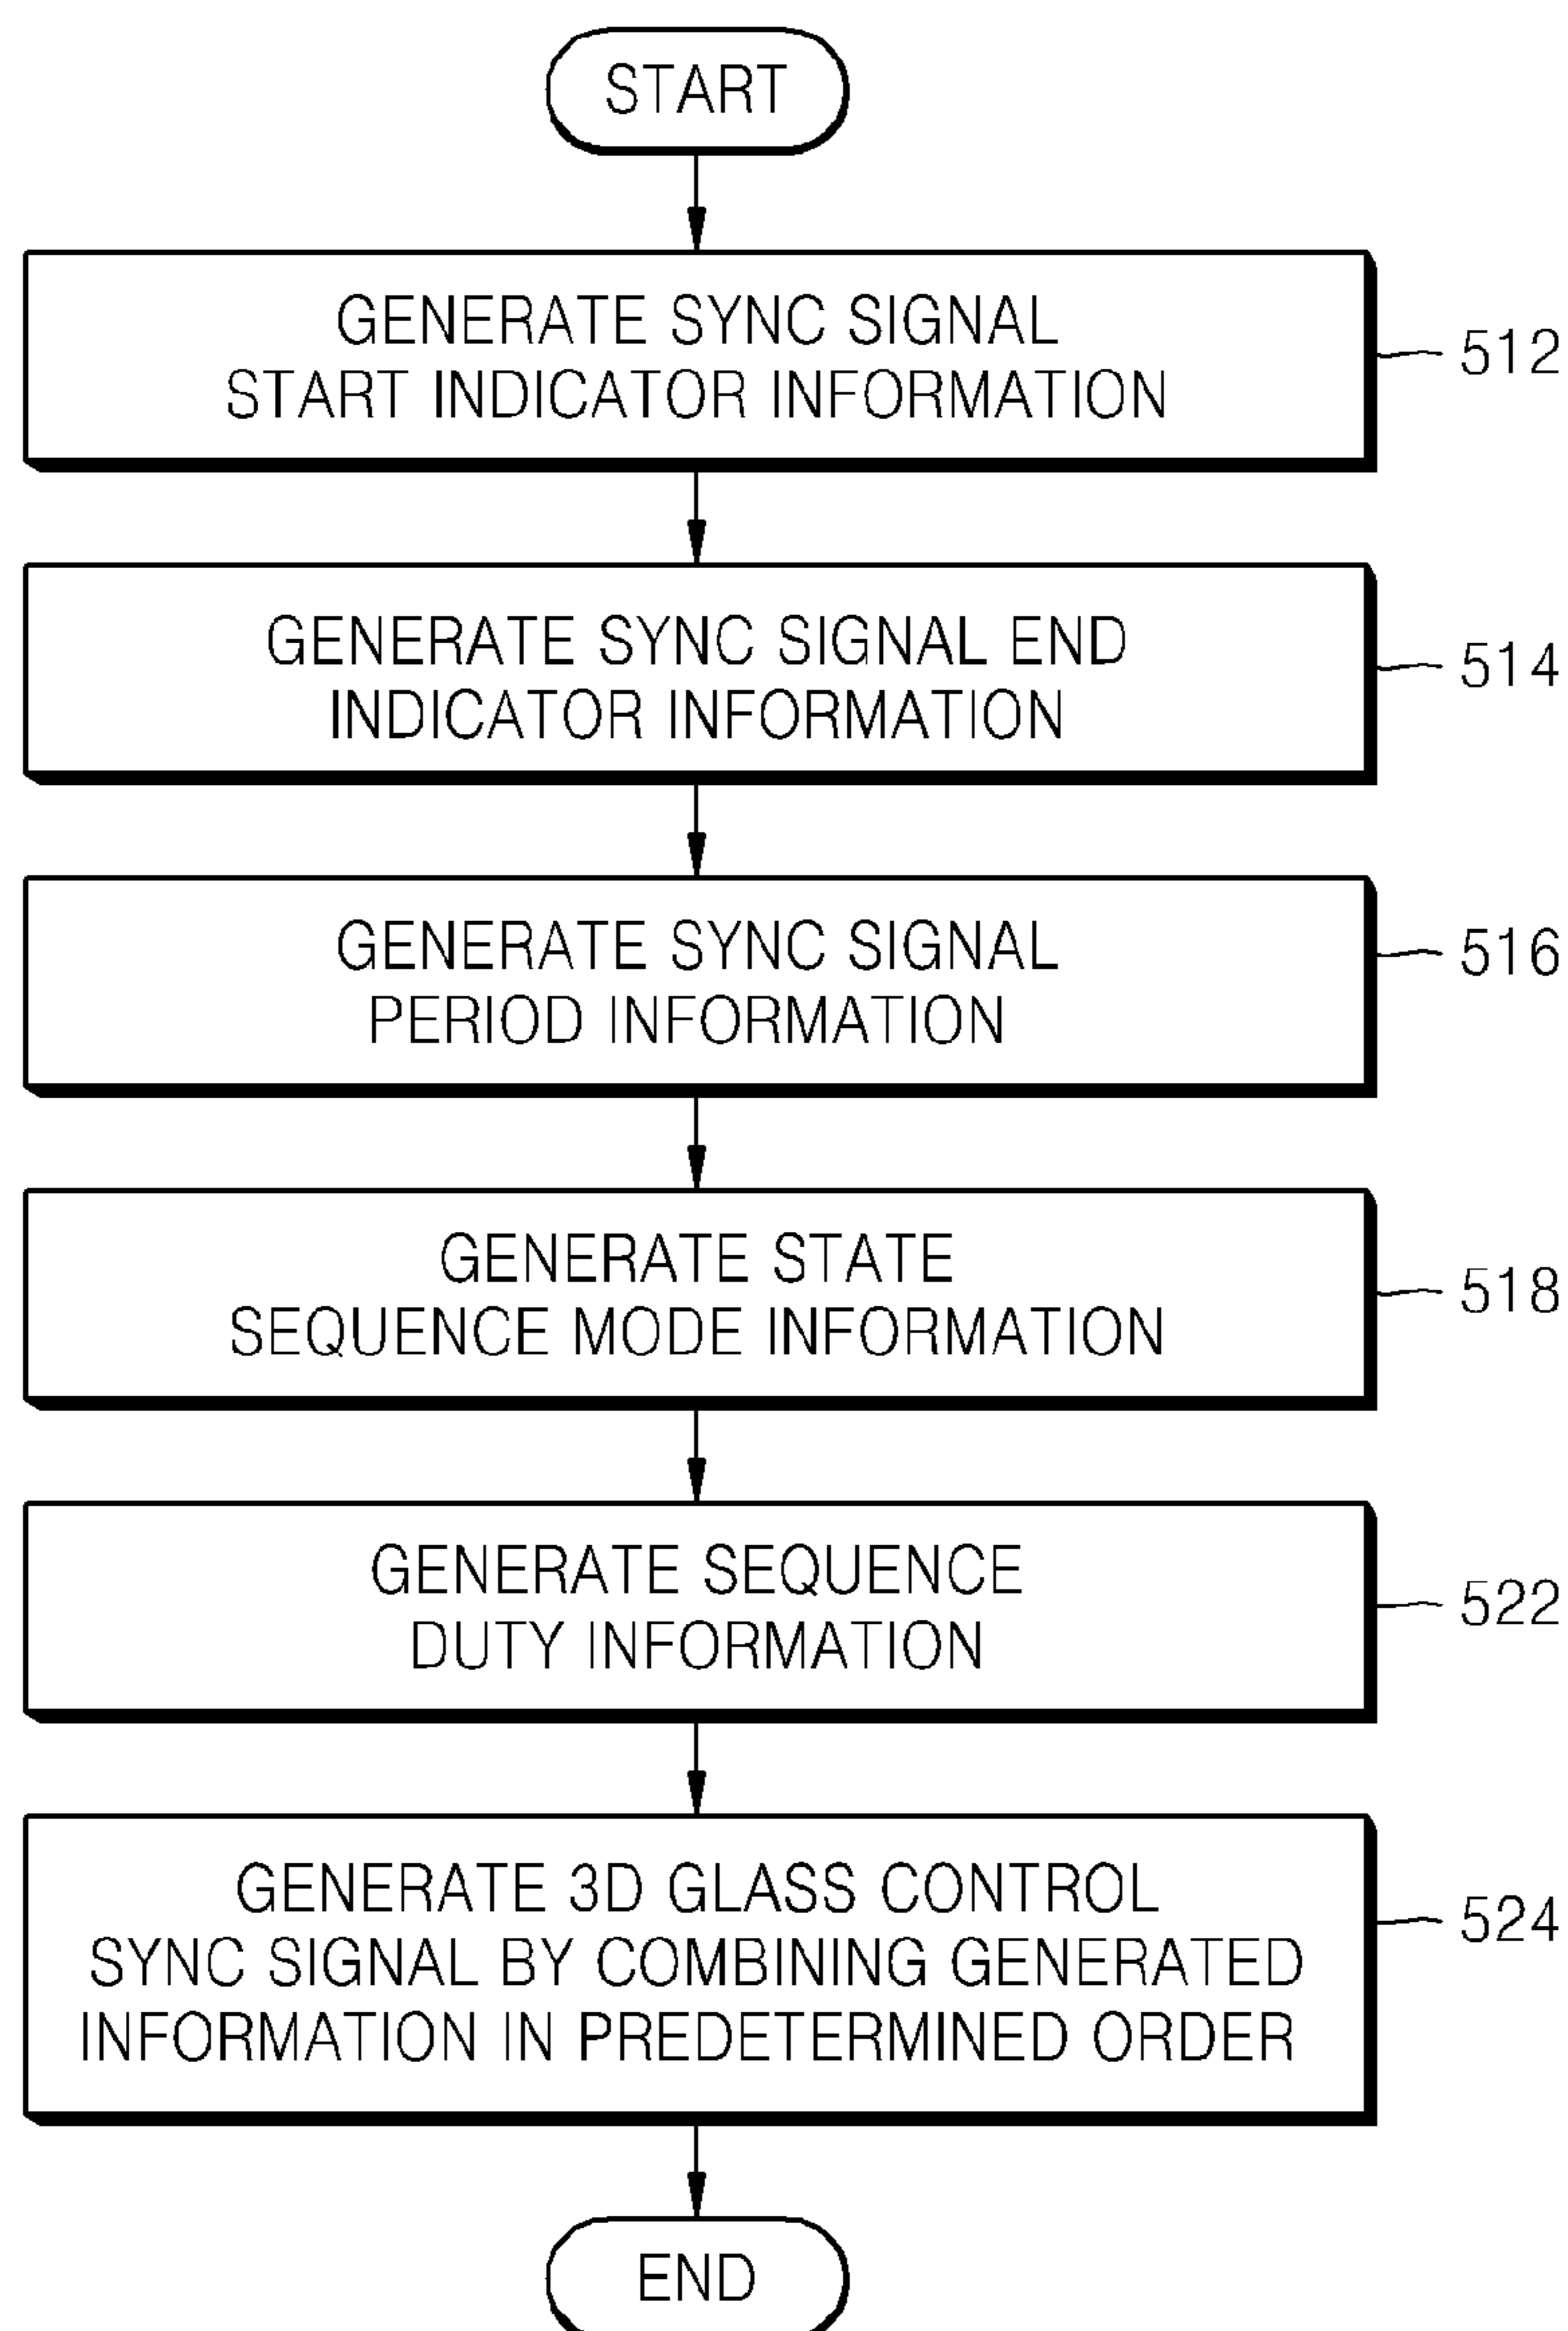 START
GENERATE SYNC SIGNAL
START INDICATOR INFORMATION
512
GENERATE SYNC SIGNAL END
INDICATOR INFORMATION
514
GENERATE SYNC SIGNAL
PERIOD INFORMATION
516
GENERATE STATE
SEQUENCE MODE INFORMATION
518
GENERATE SEQUENCE
DUTY INFORMATION
522
GENERATE 3D GLASS CONTROL
SYNC SIGNAL BY COMBINING GENERATED
INFORMATION IN PREDETERMINED ORDER
524
END